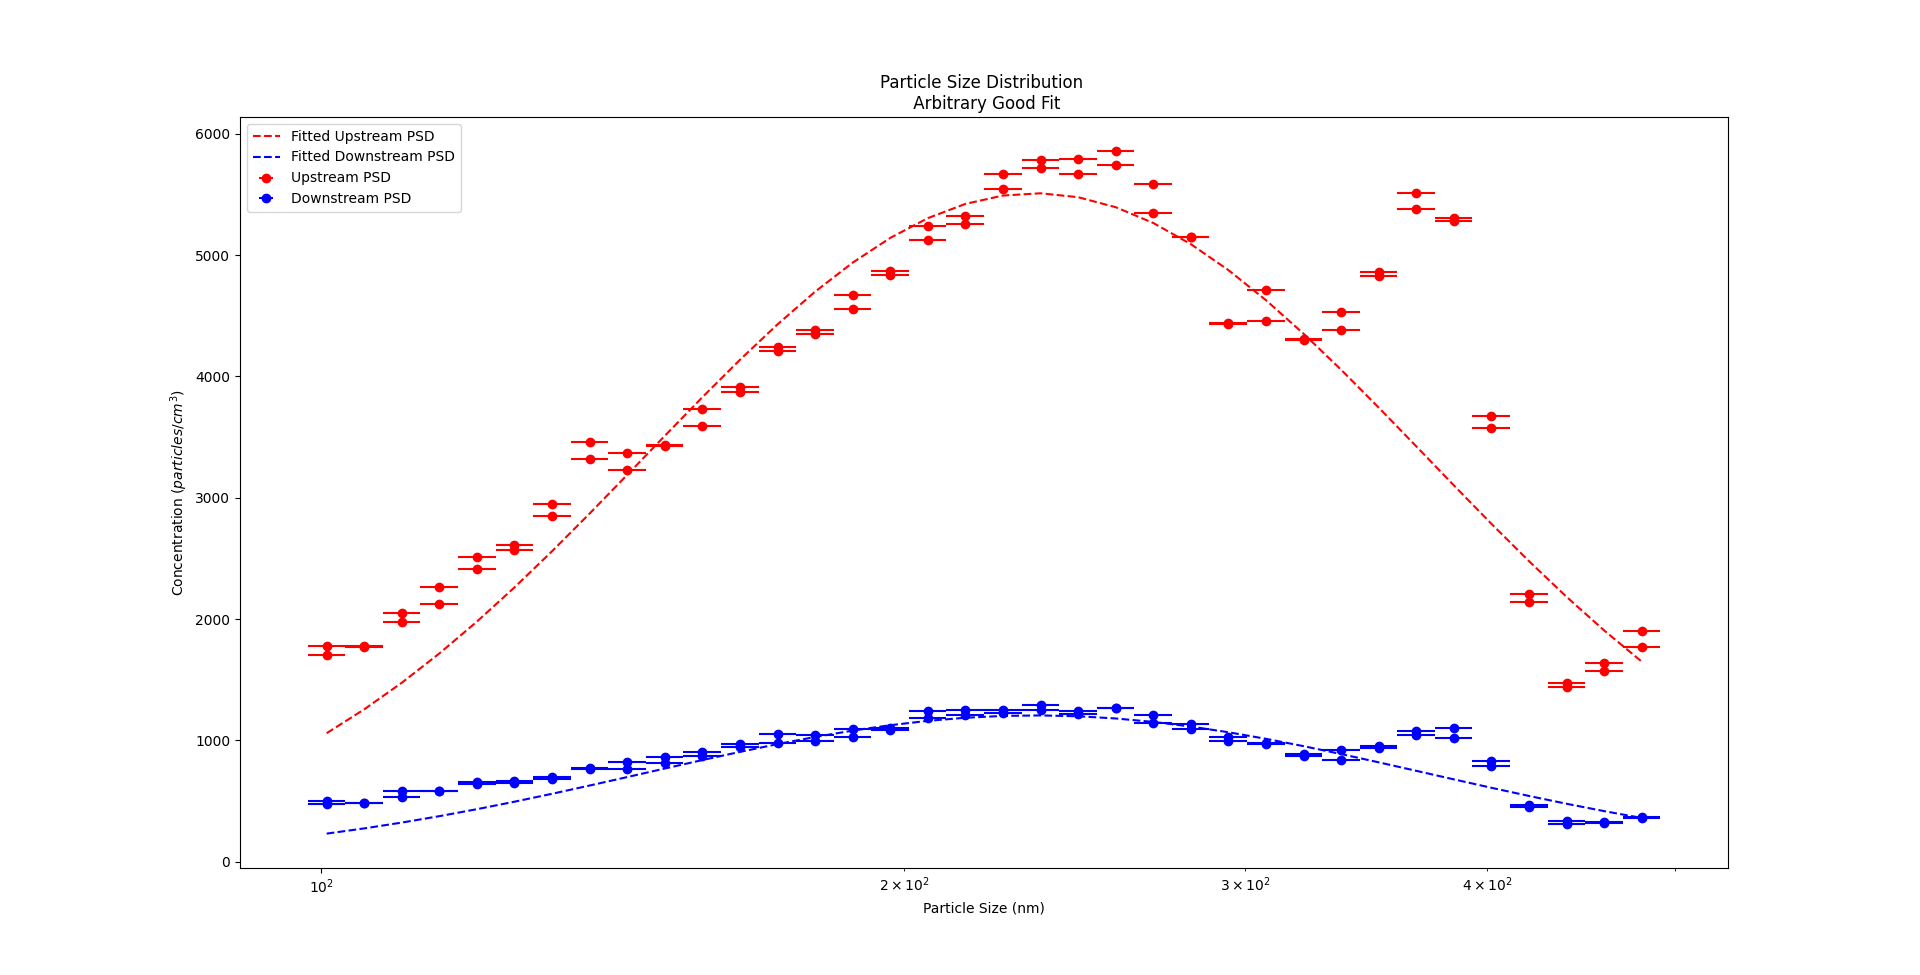 Particle Size Distribution
Arbitrary Good Fit
Fitted Upstream PSD
Fitted Downstream PSD
Upstream PSD
Downstream PSD
6000
5000
4000
3000
2000
1000
0
Concentration (particles/cm³)
10²
2 × 10²
3 × 10²
4 × 10²
Particle Size (nm)